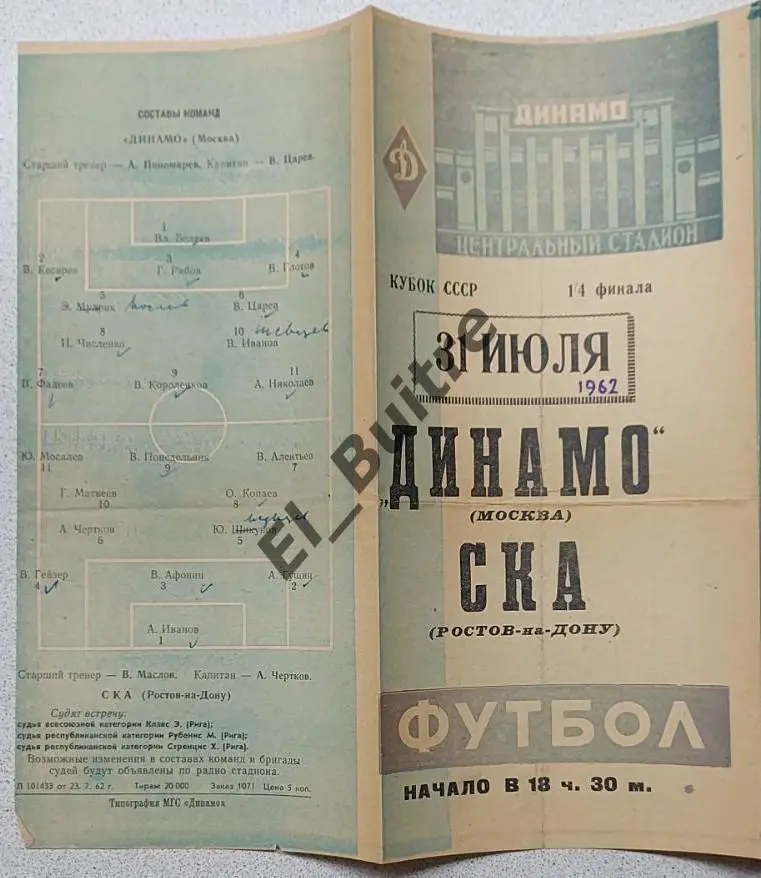 СОСТАВЫ КОМАНД
«ДИНАМО» (Москва)
Старший тренер — А. Пономарев. Капитан — В. Царев.
1
Вл. Беляев
2 3 4
В. Кесарев Г. Рябов В. Глотов
5 6
Э. Мудрик В. Царев
8 10
И. Численко В. Иванов
7 9 11
В. Фадеев В. Короленков А. Николаев
Ю. Мосалев В. Понедельник В. Алентьев
11 9 7
Г. Матвеев О. Копаев
10 8
А. Чертков Ю. Шикунов
6 5
В. Гейзер В. Афонин А. Гущин
4 3 2
А. Иванов
1
Старший тренер — В. Маслов. Капитан — А. Чертков.
СКА (Ростов-на-Дону)
Судят встречу:
судья всесоюзной категории Клавс Э. (Рига);
судья республиканской категории Рубенис М. (Рига);
судья республиканской категории Стренцис Х. (Рига).
Возможные изменения в составах команд и бригады
судей будут объявлены по радио стадиона.
Л 101433 от 23. 7. 62 г. Тираж 20 000 Заказ 1071 Цена 5 коп.
Типография МГС «Динамо»
ДИНАМО
Д
ЦЕНТРАЛЬНЫЙ СТАДИОН
КУБОК СССР 1/4 финала
31 ИЮЛЯ
1962
„ДИНАМО“
(МОСКВА)
СКА
(РОСТОВ-на-ДОНУ)
ФУТБОЛ
НАЧАЛО В 18 ч. 30 м.
El_Buitre